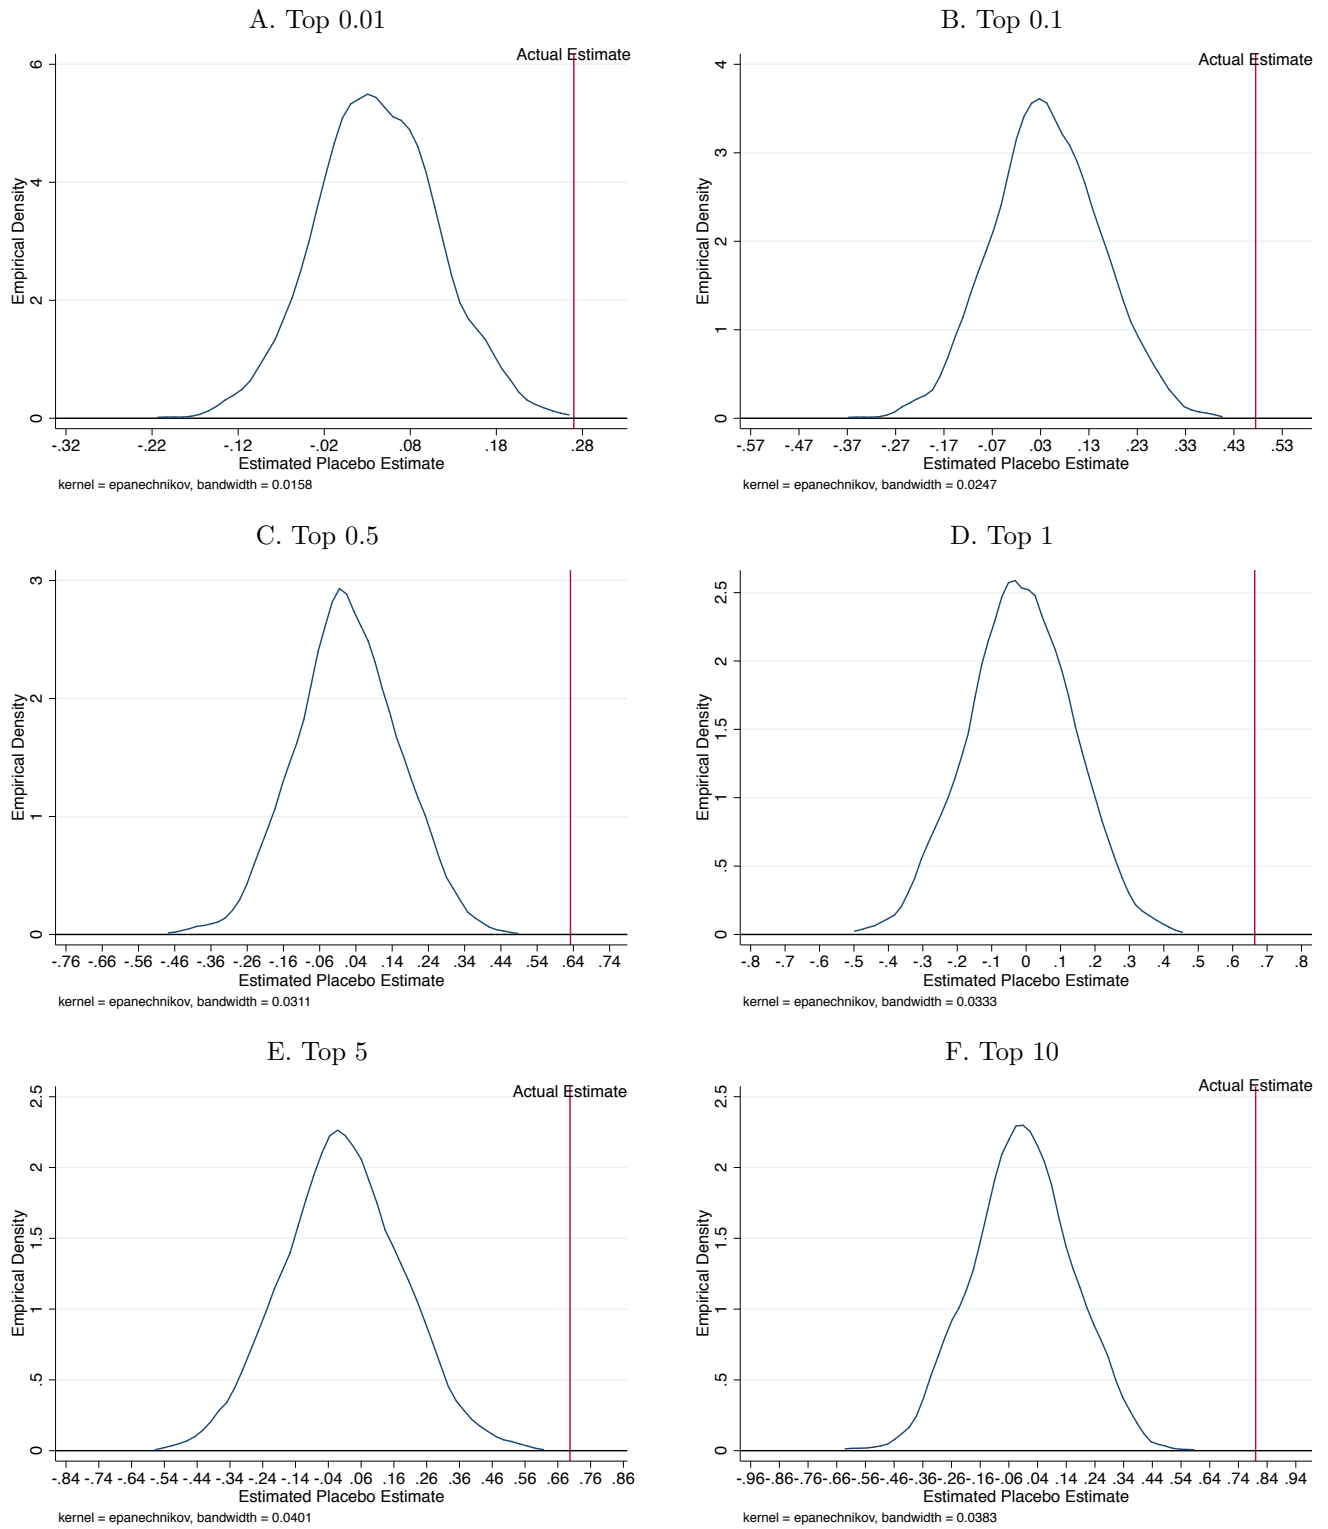 A. Top 0.01
Actual Estimate
6
4
2
0
Empirical Density
-.32 -.22 -.12 -.02 .08 .18 .28
Estimated Placebo Estimate
kernel = epanechnikov, bandwidth = 0.0158
B. Top 0.1
Actual Estimate
4
3
2
1
0
Empirical Density
-.57 -.47 -.37 -.27 -.17 -.07 .03 .13 .23 .33 .43 .53
Estimated Placebo Estimate
kernel = epanechnikov, bandwidth = 0.0247
C. Top 0.5
3
2
1
0
Empirical Density
-.76 -.66 -.56 -.46 -.36 -.26 -.16 -.06 .04 .14 .24 .34 .44 .54 .64 .74
Estimated Placebo Estimate
kernel = epanechnikov, bandwidth = 0.0311
D. Top 1
2.5
2
1.5
1
.5
0
Empirical Density
-.8 -.7 -.6 -.5 -.4 -.3 -.2 -.1 0 .1 .2 .3 .4 .5 .6 .7 .8
Estimated Placebo Estimate
kernel = epanechnikov, bandwidth = 0.0333
E. Top 5
Actual Estimate
2.5
2
1.5
1
.5
0
Empirical Density
-.84 -.74 -.64 -.54 -.44 -.34 -.24 -.14 -.04 .06 .16 .26 .36 .46 .56 .66 .76 .86
Estimated Placebo Estimate
kernel = epanechnikov, bandwidth = 0.0401
F. Top 10
Actual Estimate
2.5
2
1.5
1
.5
0
Empirical Density
-.96 -.86 -.76 -.66 -.56 -.46 -.36 -.26 -.16 -.06 .04 .14 .24 .34 .44 .54 .64 .74 .84 .94
Estimated Placebo Estimate
kernel = epanechnikov, bandwidth = 0.0383